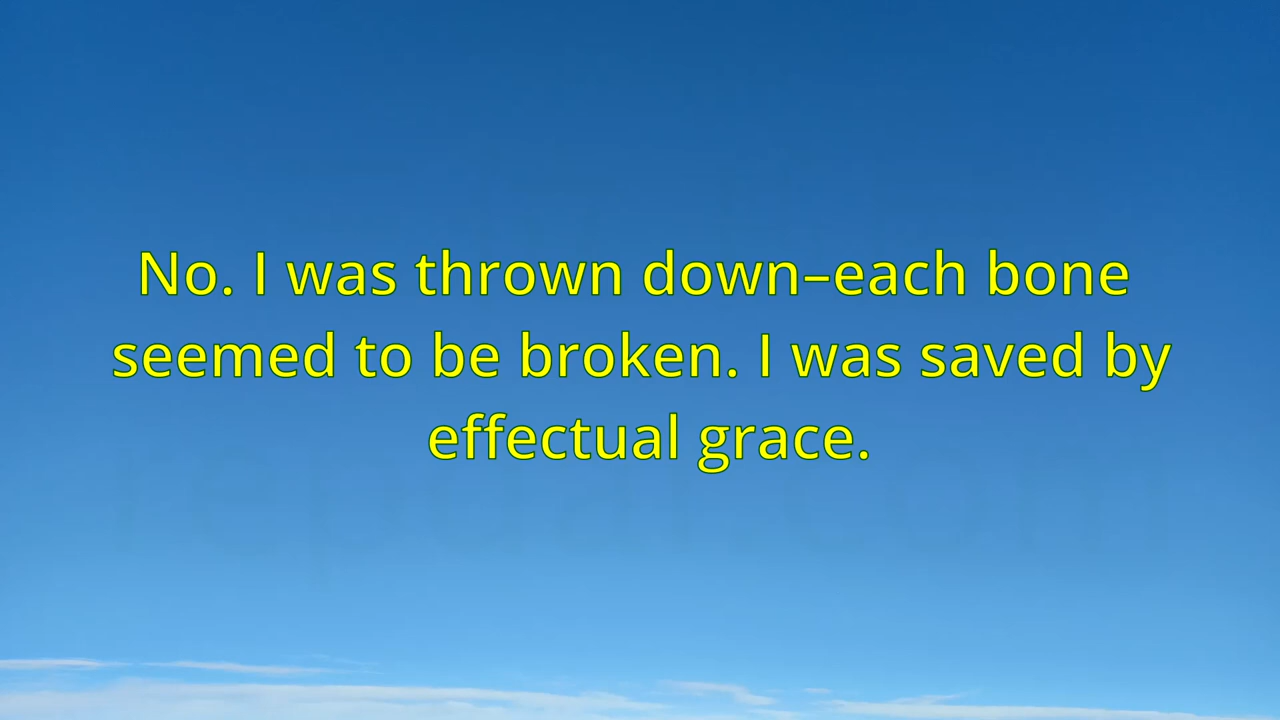 No. I was thrown down–each bone
seemed to be broken. I was saved by
effectual grace.